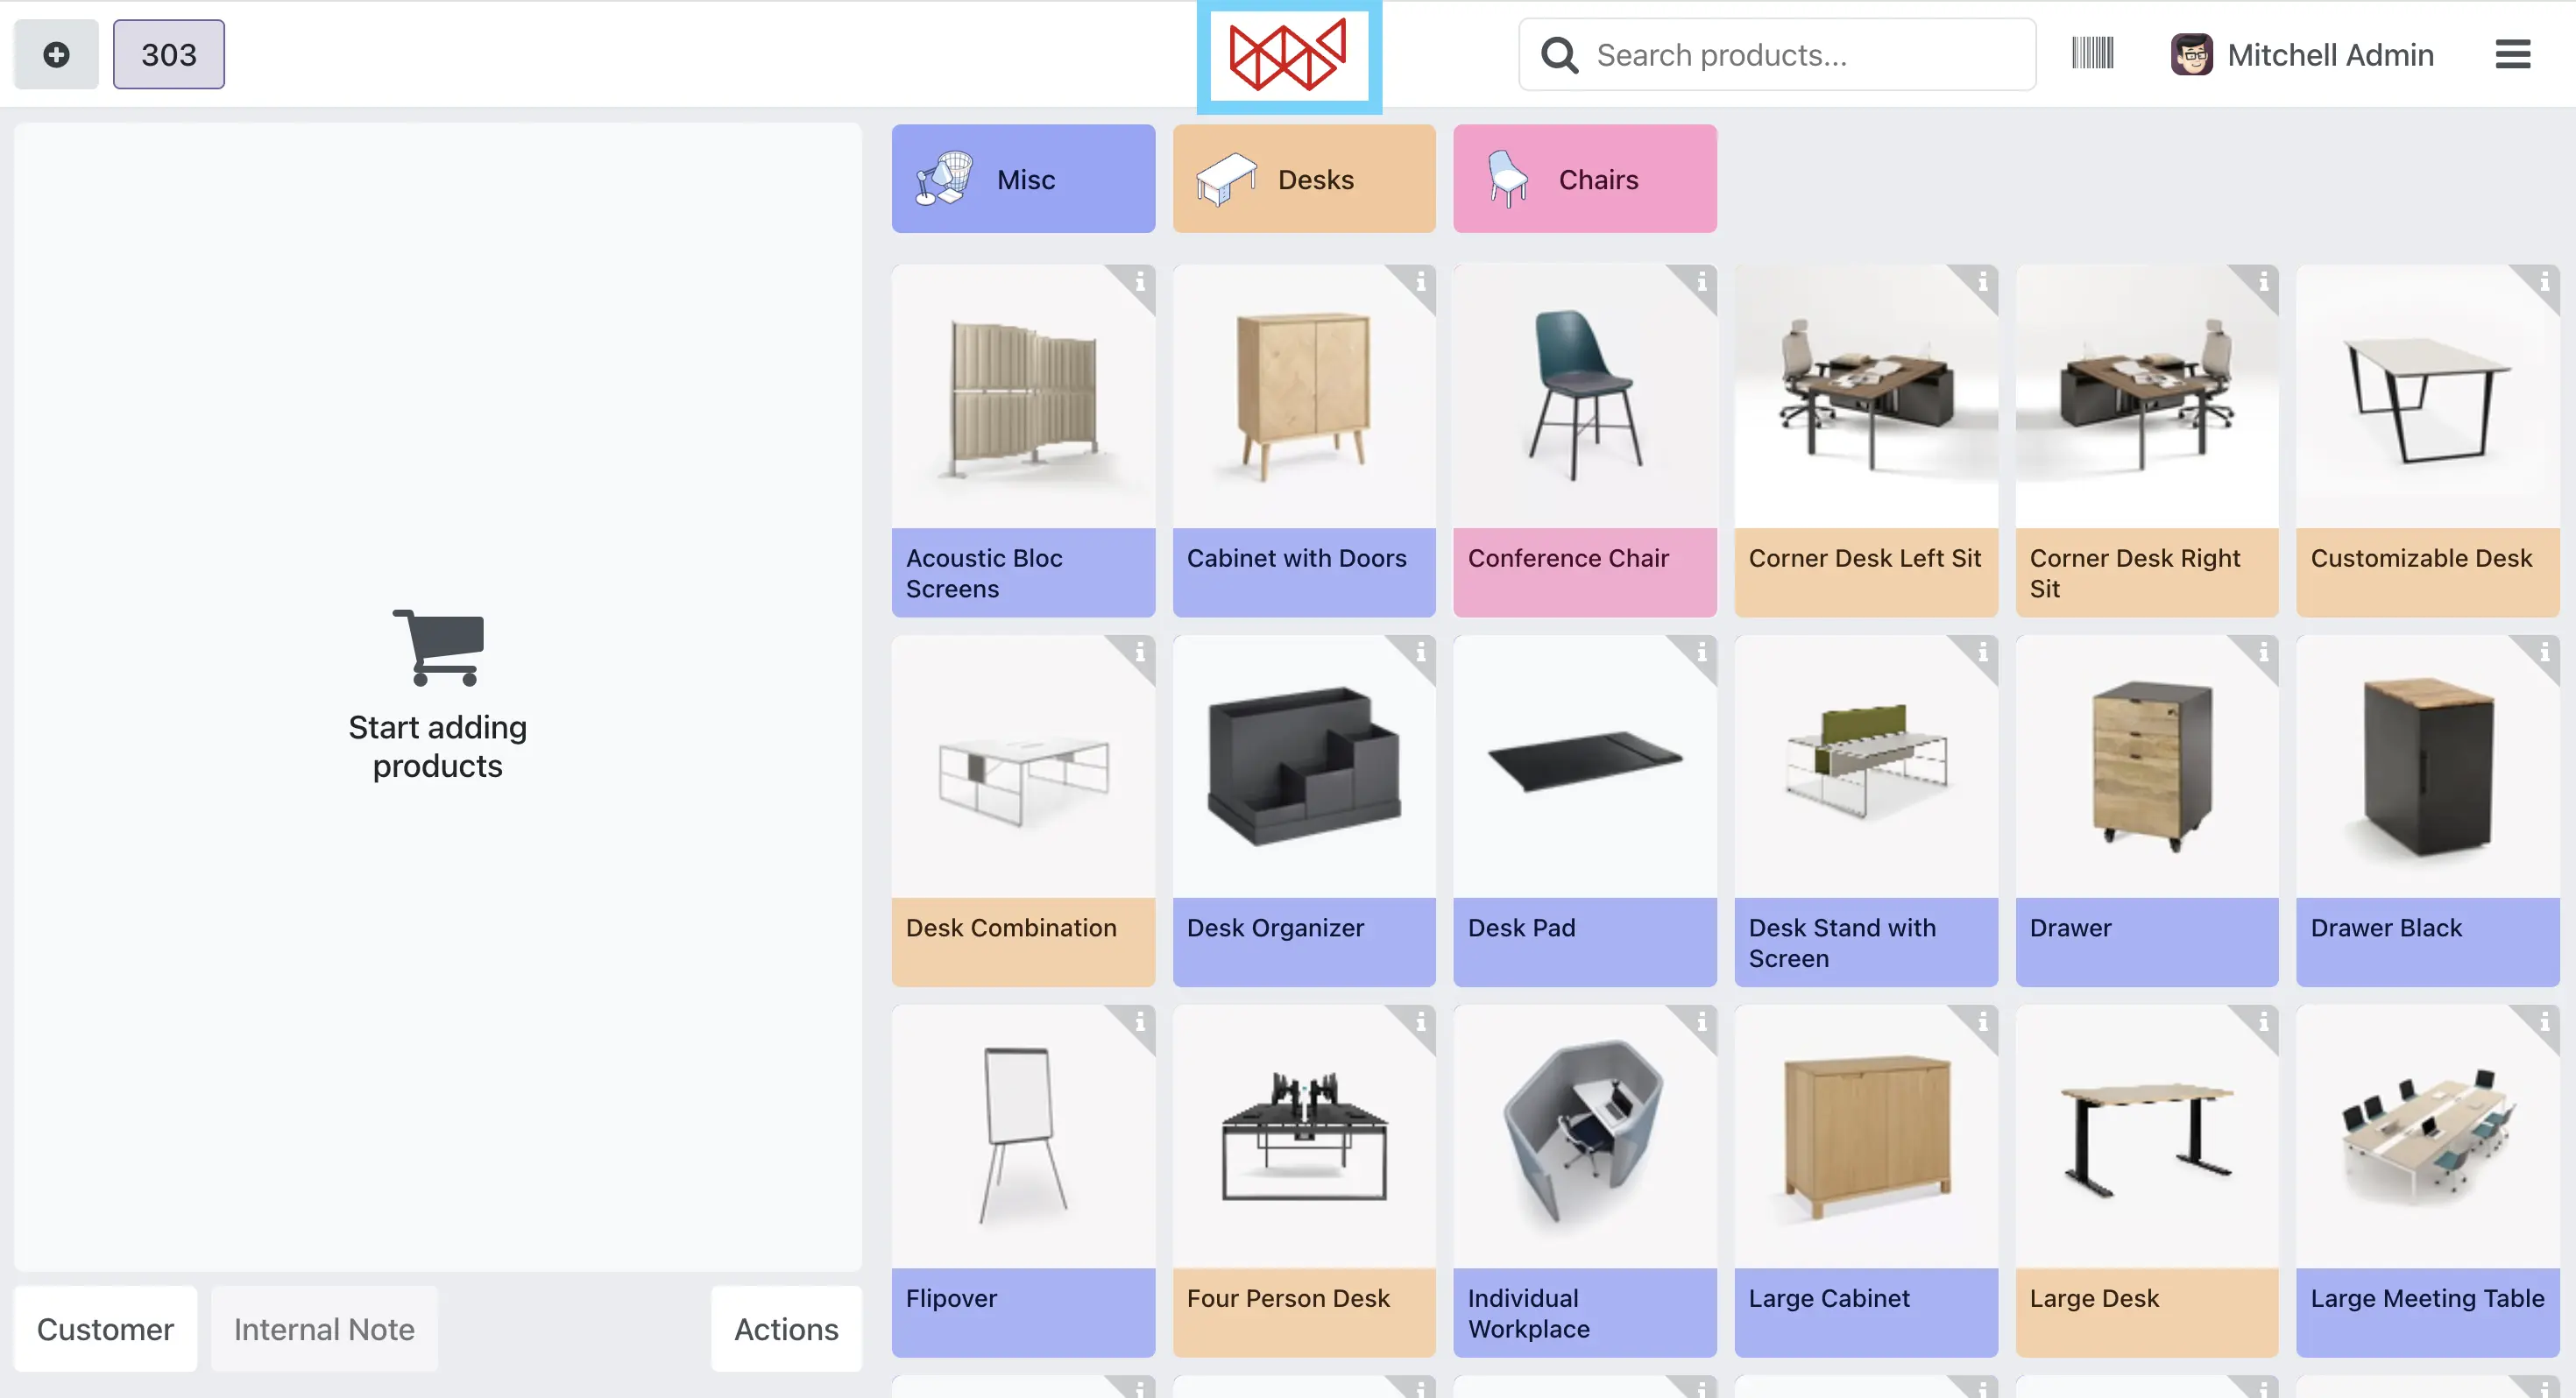 303
Search products...
Mitchell Admin
Misc
Desks
Chairs
Acoustic Bloc
Screens
Cabinet with Doors
Conference Chair
Corner Desk Left Sit
Corner Desk Right
Sit
Customizable Desk
Start adding
products
Desk Combination
Desk Organizer
Desk Pad
Desk Stand with
Screen
Drawer
Drawer Black
Flipover
Four Person Desk
Individual
Workplace
Large Cabinet
Large Desk
Large Meeting Table
Customer
Internal Note
Actions